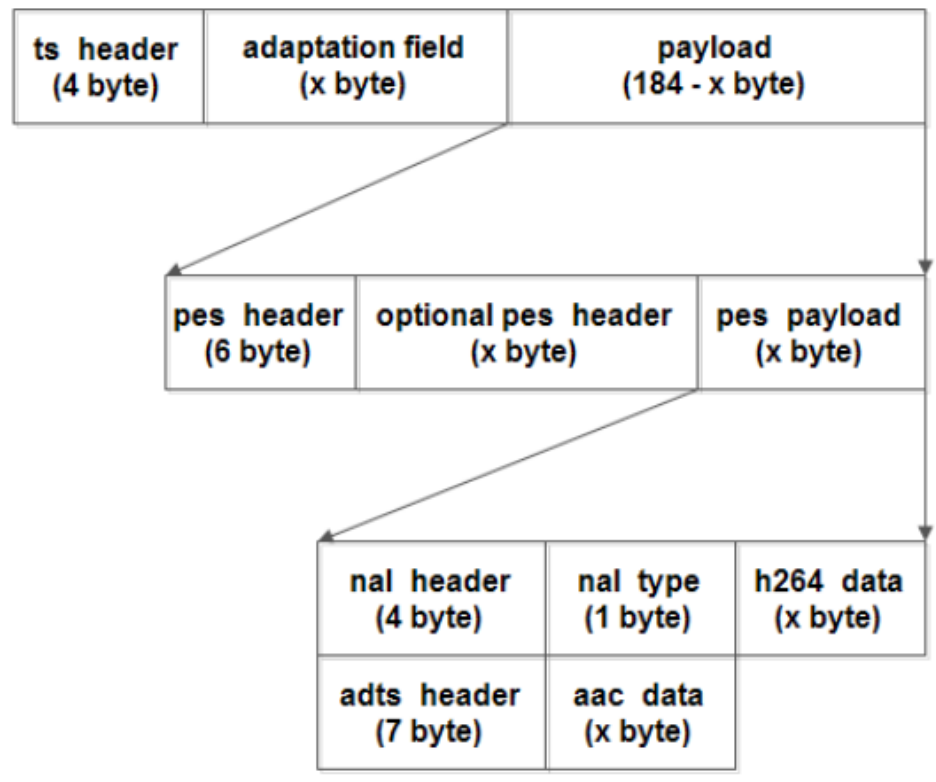 ts header
(4 byte)
adaptation field
(x byte)
payload
(184 - x byte)
pes header
(6 byte)
optional pes header
(x byte)
pes payload
(x byte)
nal header
(4 byte)
nal type
(1 byte)
h264 data
(x byte)
adts header
(7 byte)
aac data
(x byte)